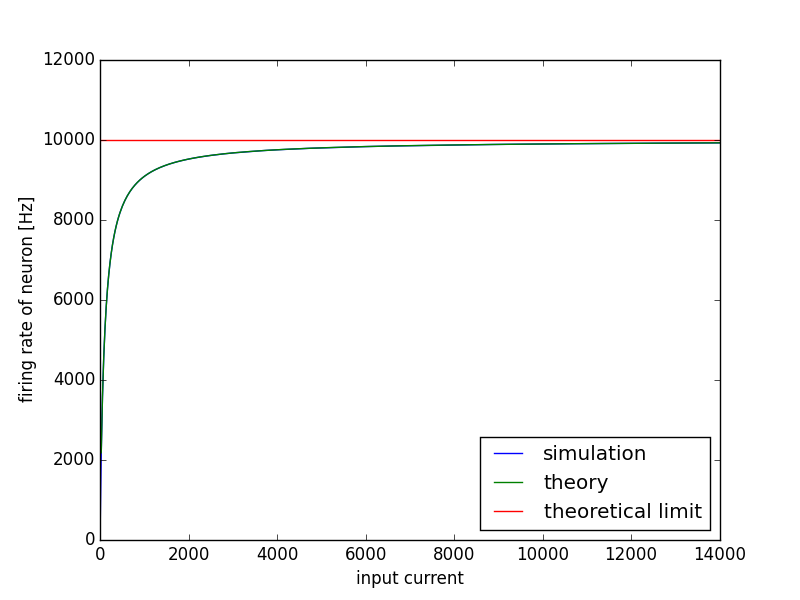 12000
10000
8000
6000
4000
2000
0
firing rate of neuron [Hz]
simulation
theory
theoretical limit
0 2000 4000 6000 8000 10000 12000 14000
input current